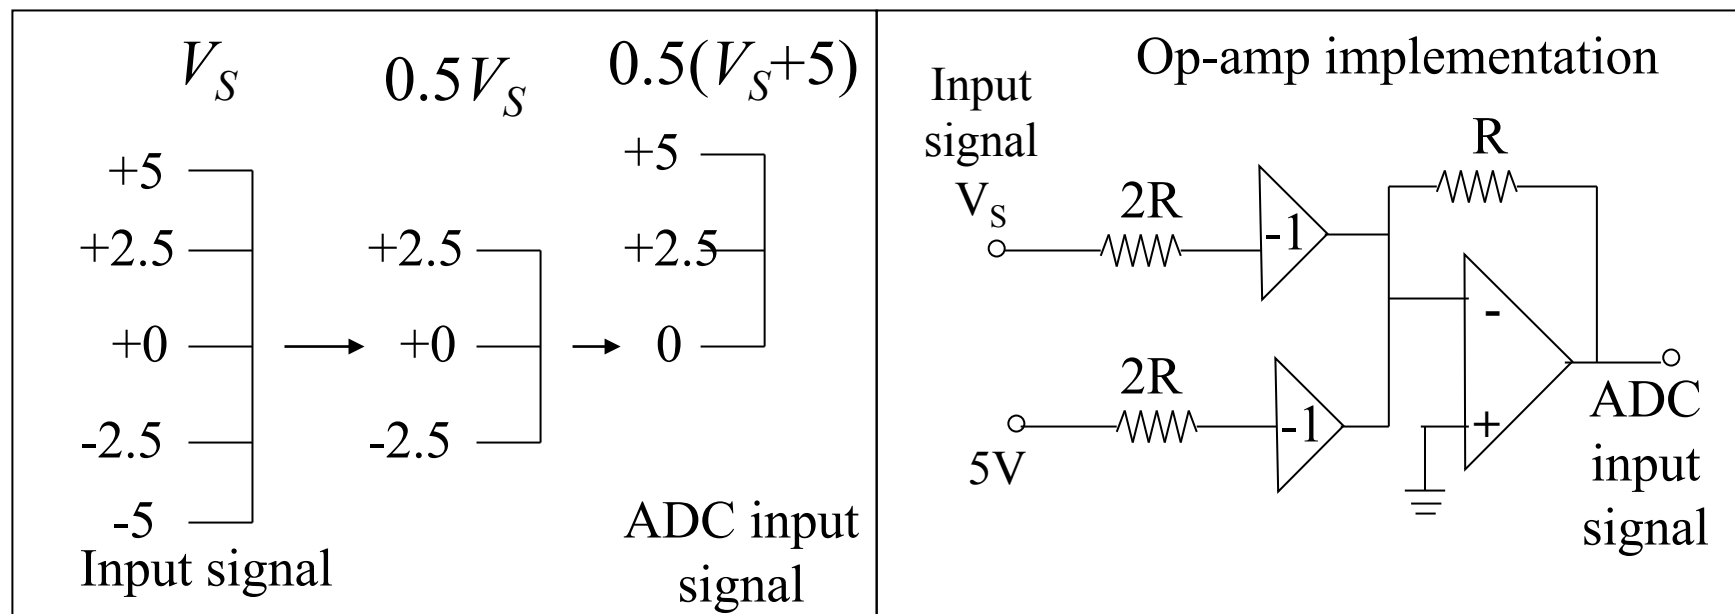 V_S
0.5V_S
0.5(V_S+5)
+5
+2.5
+0
-2.5
-5
Input signal
+2.5
+0
-2.5
+5
+2.5
0
ADC input
signal
Op-amp implementation
Input
signal
V_S
2R
-1
R
2R
-1
5V
-
+
ADC
input
signal